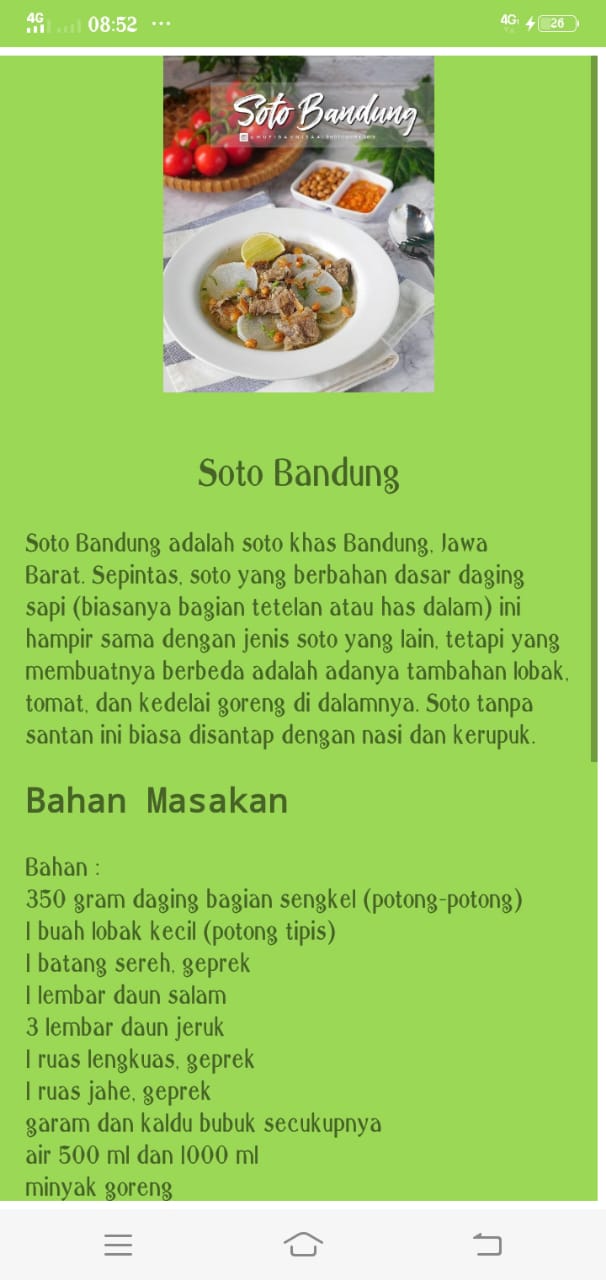 4G 08:52 ... 4G 26
Soto Bandung
Soto Bandung
Soto Bandung adalah soto khas Bandung, Jawa
Barat. Sepintas, soto yang berbahan dasar daging
sapi (biasanya bagian tetelan atau has dalam) ini
hampir sama dengan jenis soto yang lain, tetapi yang
membuatnya berbeda adalah adanya tambahan lobak,
tomat, dan kedelai goreng di dalamnya. Soto tanpa
santan ini biasa disantap dengan nasi dan kerupuk.
Bahan Masakan
Bahan :
350 gram daging bagian sengkel (potong-potong)
1 buah lobak kecil (potong tipis)
1 batang sereh, geprek
1 lembar daun salam
3 lembar daun jeruk
1 ruas lengkuas, geprek
1 ruas jahe, geprek
garam dan kaldu bubuk secukupnya
air 500 ml dan 1000 ml
minyak goreng